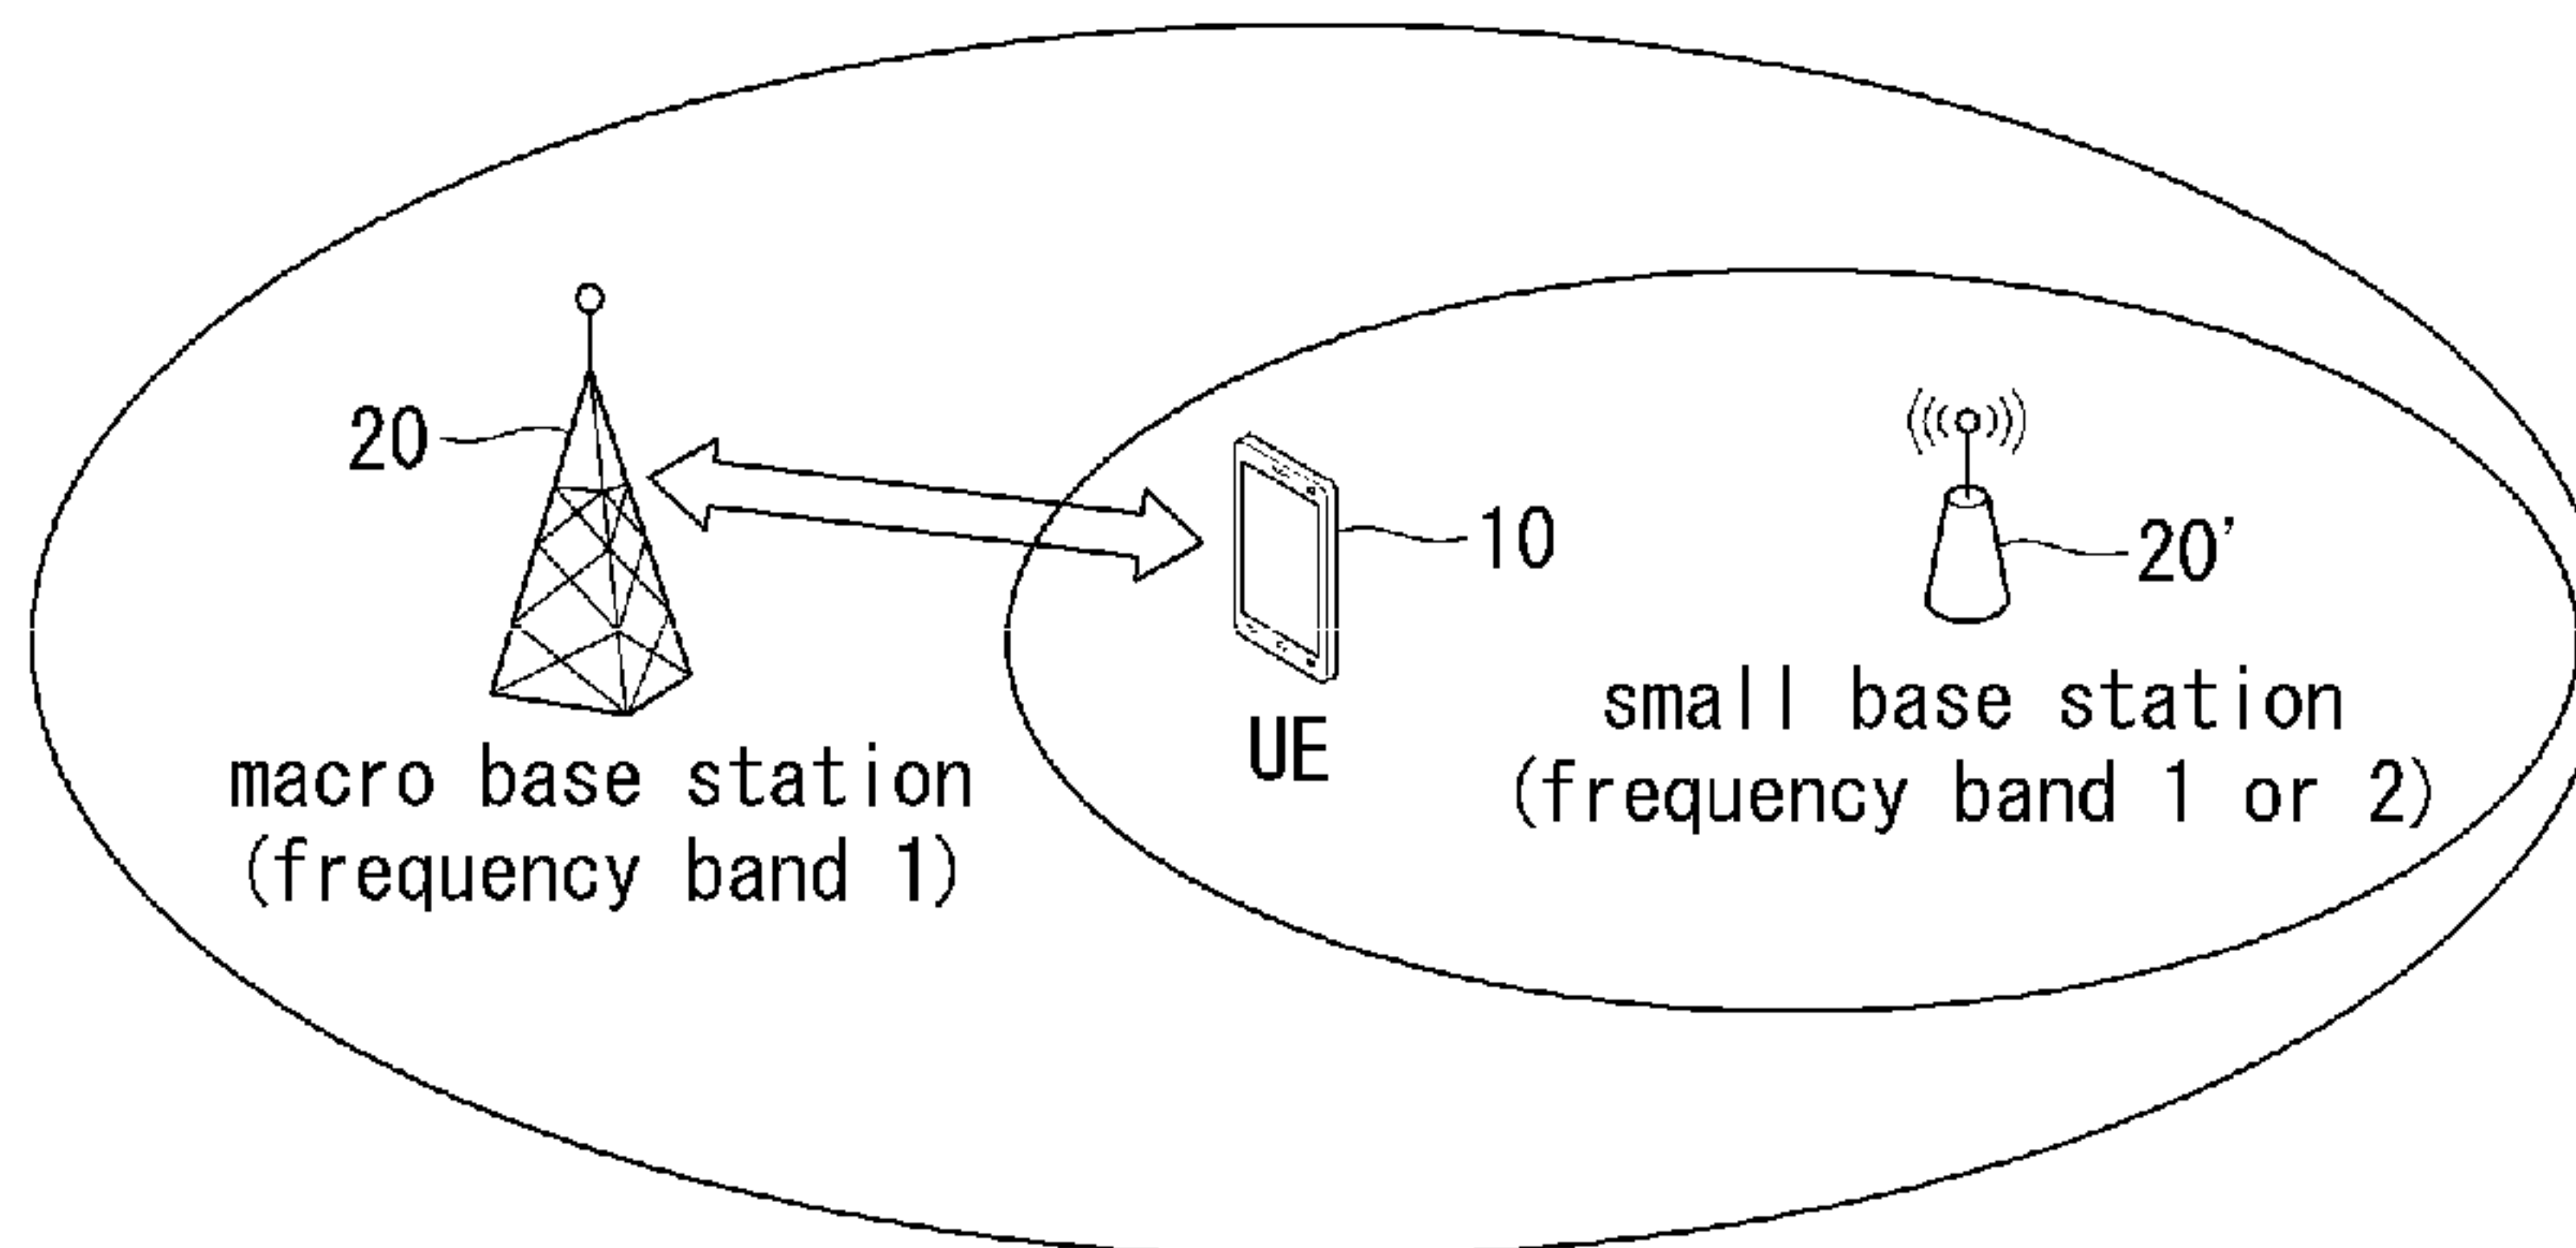 20
10
20'
UE
small base station
(frequency band 1 or 2)
macro base station
(frequency band 1)